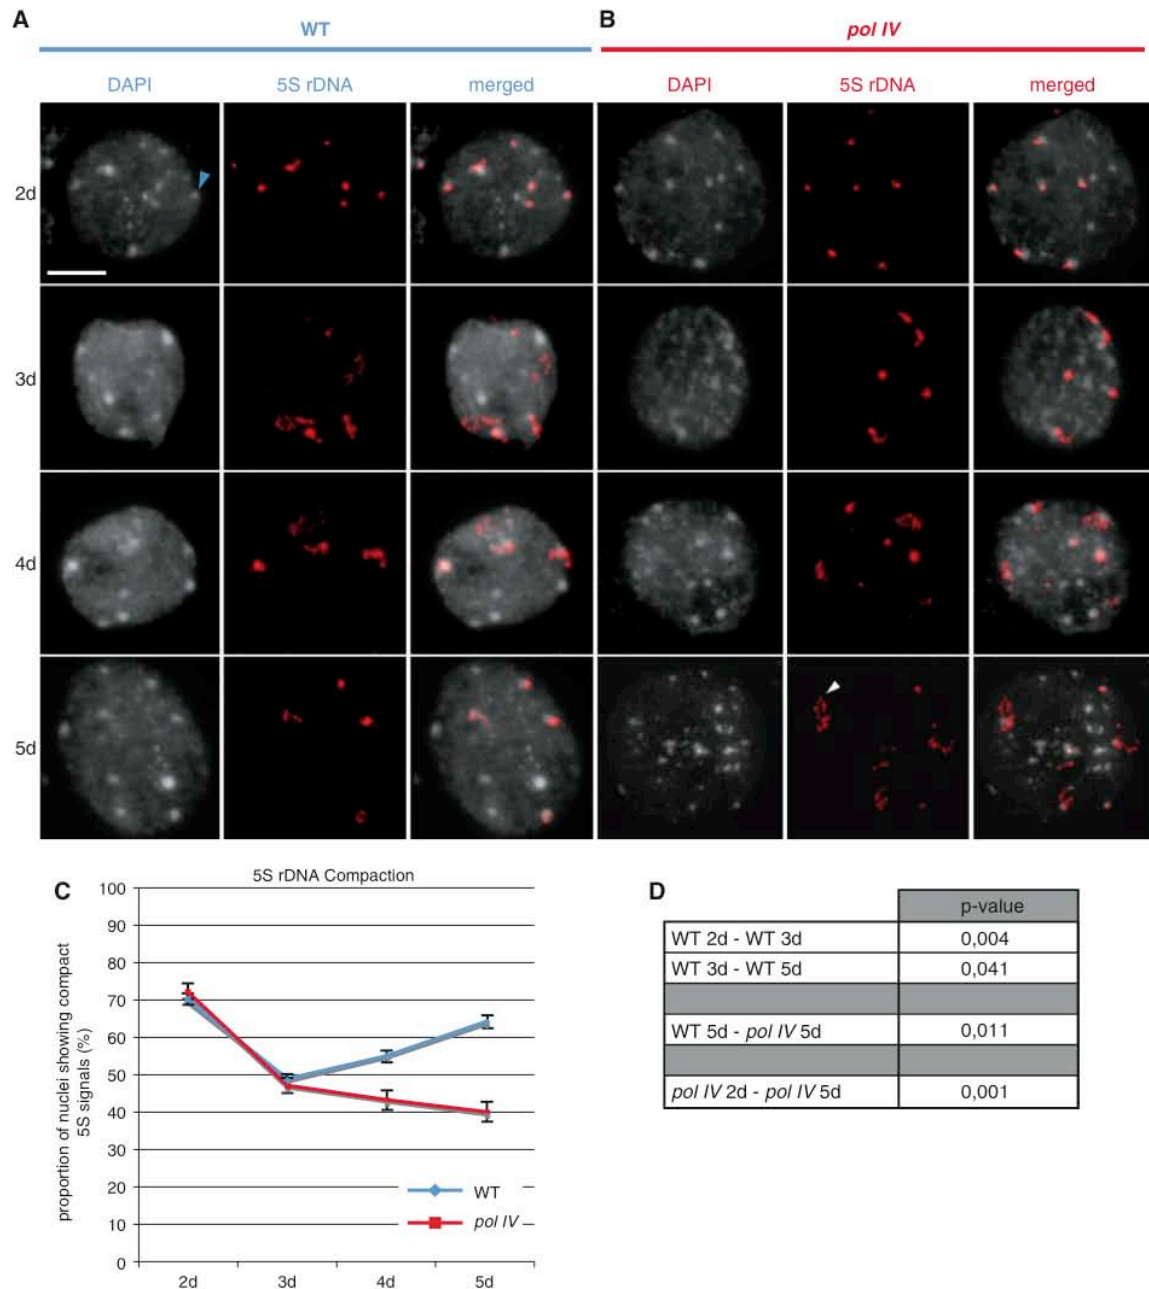 A
WT
B
pol IV
DAPI
5S rDNA
merged
DAPI
5S rDNA
merged
2d
3d
4d
5d
C
5S rDNA Compaction
proportion of nuclei showing compact
5S signals (%)
100
90
80
70
60
50
40
30
20
10
0
WT
pol IV
2d
3d
4d
5d
D
p-value
WT 2d - WT 3d
0,004
WT 3d - WT 5d
0,041
WT 5d - pol IV 5d
0,011
pol IV 2d - pol IV 5d
0,001